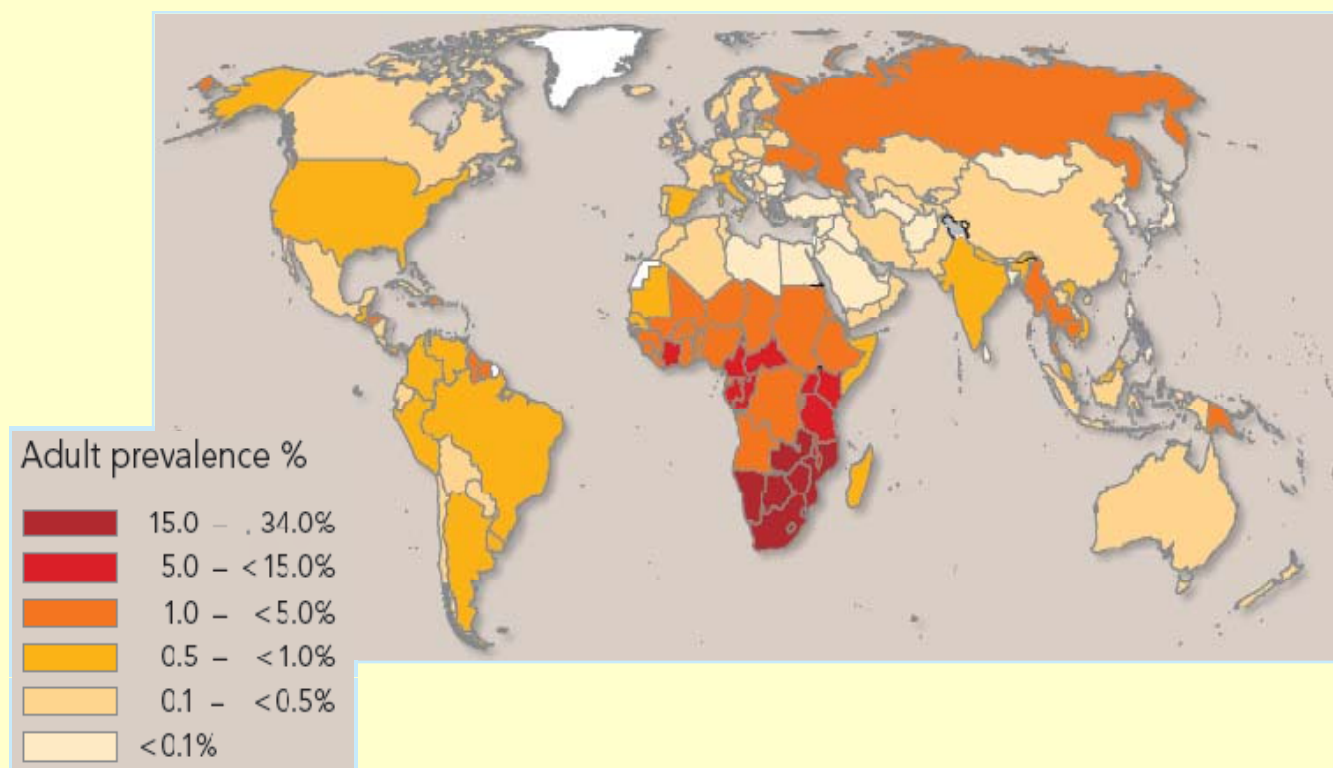 Adult prevalence %
15.0 – . 34.0%
5.0 – <15.0%
1.0 – <5.0%
0.5 – <1.0%
0.1 – <0.5%
<0.1%